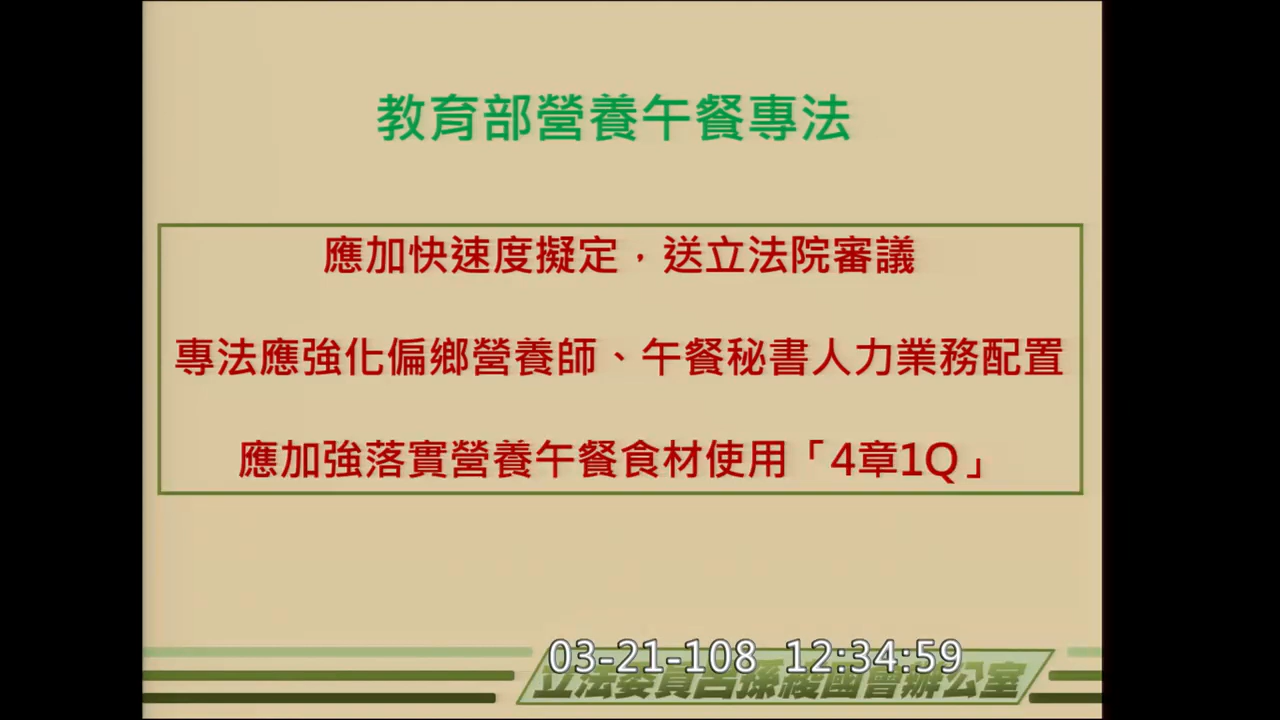 教育部營養午餐專法
應加快速度擬定，送立法院審議
專法應強化偏鄉營養師、午餐秘書人力業務配置
應加強落實營養午餐食材使用「4章1Q」
03-21-108 12:34:59
立法委員呂孫綾國會辦公室